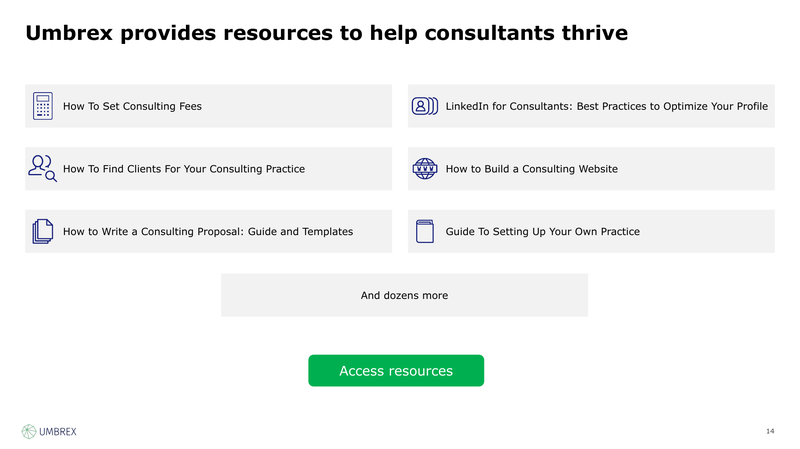 Umbrex provides resources to help consultants thrive
How To Set Consulting Fees
LinkedIn for Consultants: Best Practices to Optimize Your Profile
How To Find Clients For Your Consulting Practice
WWW
How to Build a Consulting Website
How to Write a Consulting Proposal: Guide and Templates
Guide To Setting Up Your Own Practice
And dozens more
Access resources
UMBREX
14